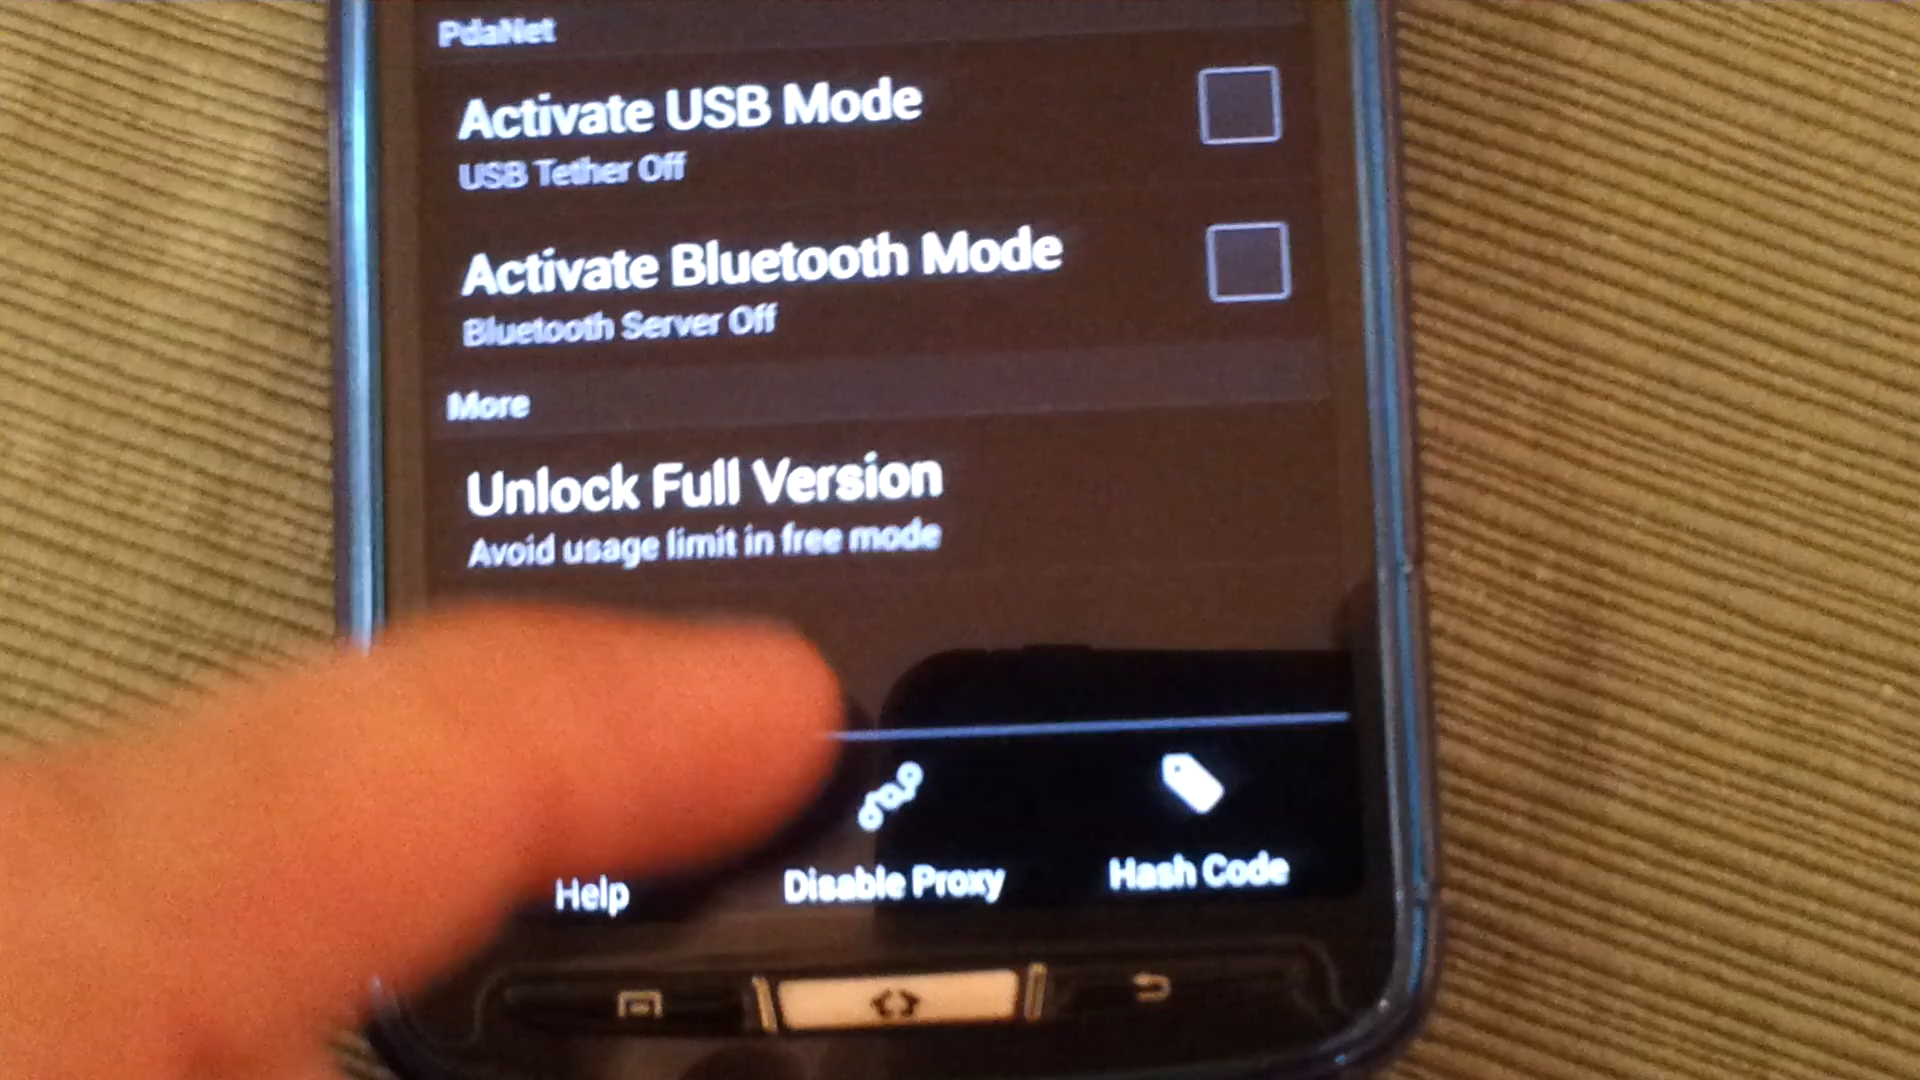 PdaNet
Activate USB Mode
USB Tether Off
Activate Bluetooth Mode
Bluetooth Server Off
More
Unlock Full Version
Avoid usage limit in free mode
Help
Disable Proxy
Hash Code